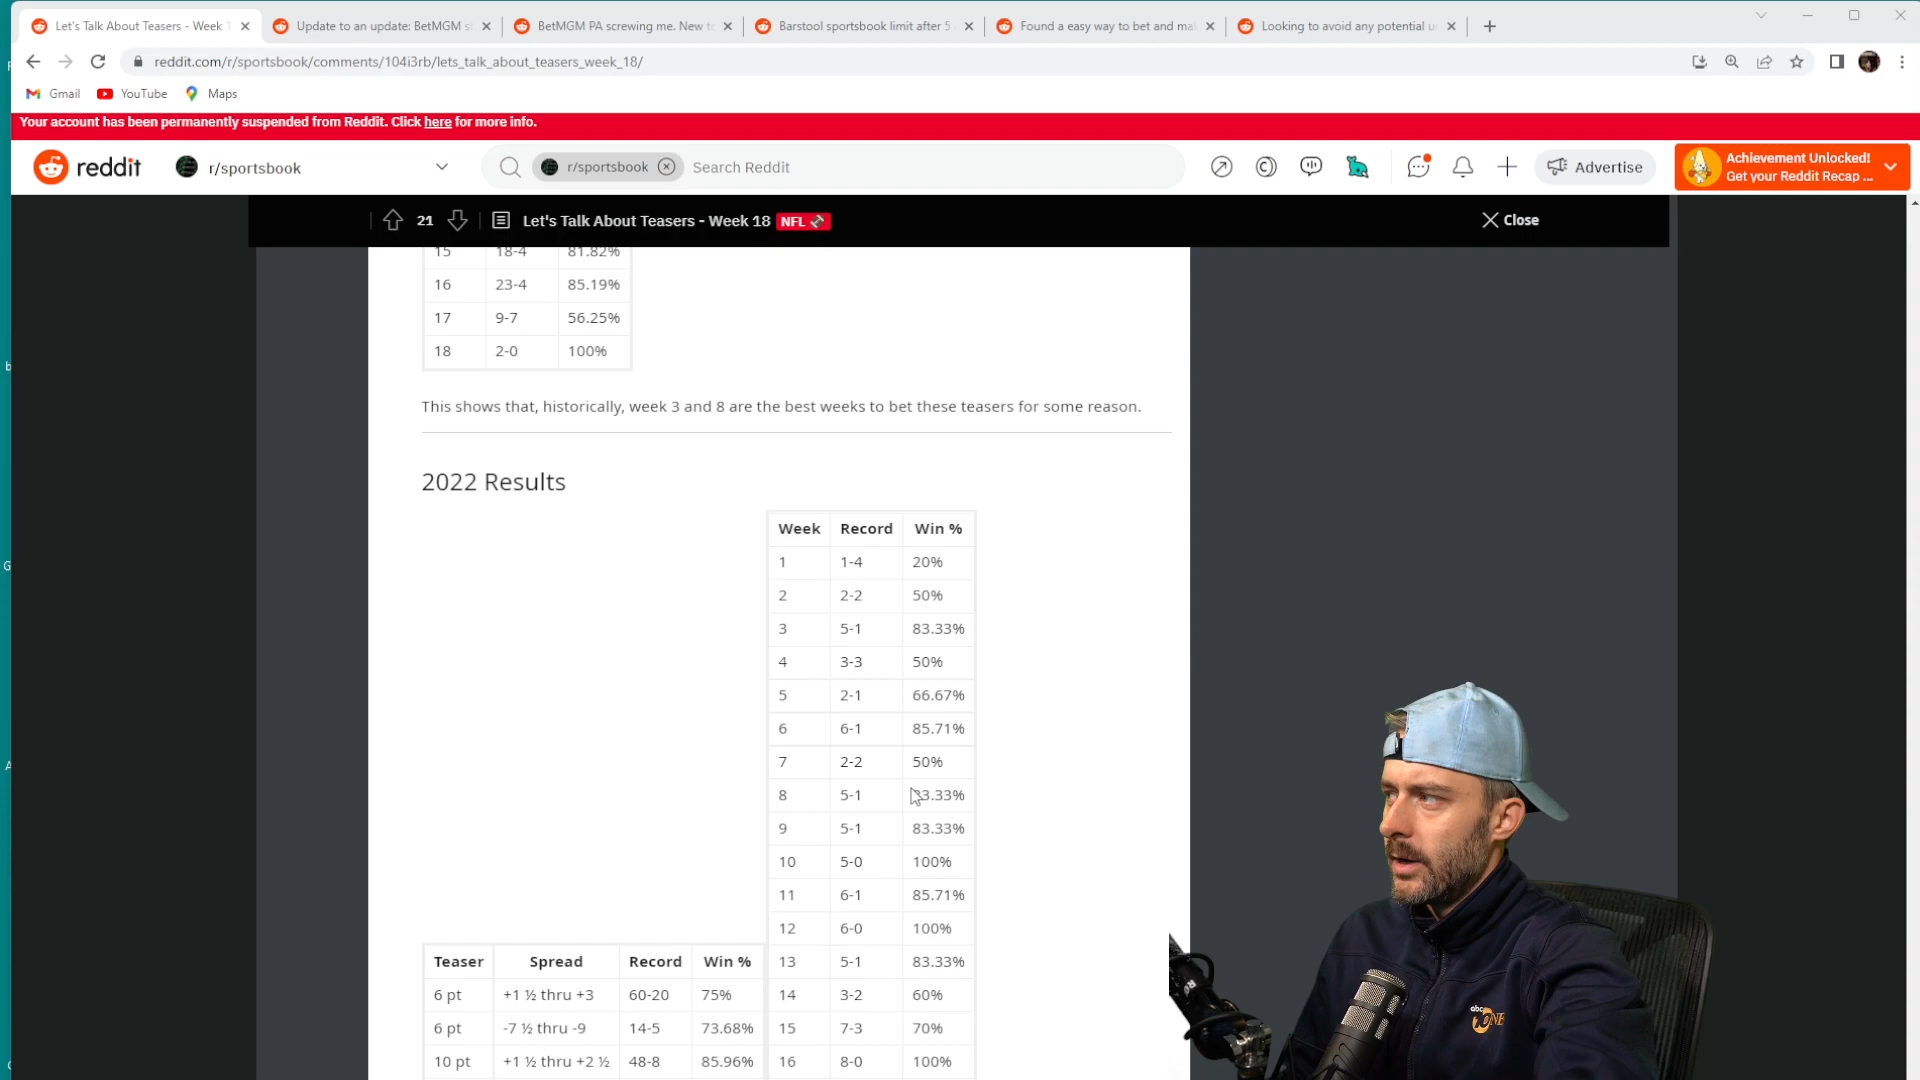 Let's Talk About Teasers - Week 1
Update to an update: BetMGM s
BetMGM PA screwing me. New t
Barstool sportsbook limit after 5
Found a easy way to bet and ma
Looking to avoid any potential u
reddit.com/r/sportsbook/comments/104i3rb/lets_talk_about_teasers_week_18/
Gmail YouTube Maps
Your account has been permanently suspended from Reddit. Click here for more info.
reddit r/sportsbook r/sportsbook Search Reddit Advertise
Achievement Unlocked!
Get your Reddit Recap ...
21 Let's Talk About Teasers - Week 18 NFL Close
15 18-4 81.82%
16 23-4 85.19%
17 9-7 56.25%
18 2-0 100%
This shows that, historically, week 3 and 8 are the best weeks to bet these teasers for some reason.
2022 Results
Week Record Win %
1 1-4 20%
2 2-2 50%
3 5-1 83.33%
4 3-3 50%
5 2-1 66.67%
6 6-1 85.71%
7 2-2 50%
8 5-1 83.33%
9 5-1 83.33%
10 5-0 100%
11 6-1 85.71%
12 6-0 100%
13 5-1 83.33%
14 3-2 60%
15 7-3 70%
16 8-0 100%
Teaser Spread Record Win %
6 pt +1 ½ thru +3 60-20 75%
6 pt -7 ½ thru -9 14-5 73.68%
10 pt +1 ½ thru +2 ½ 48-8 85.96%
abc